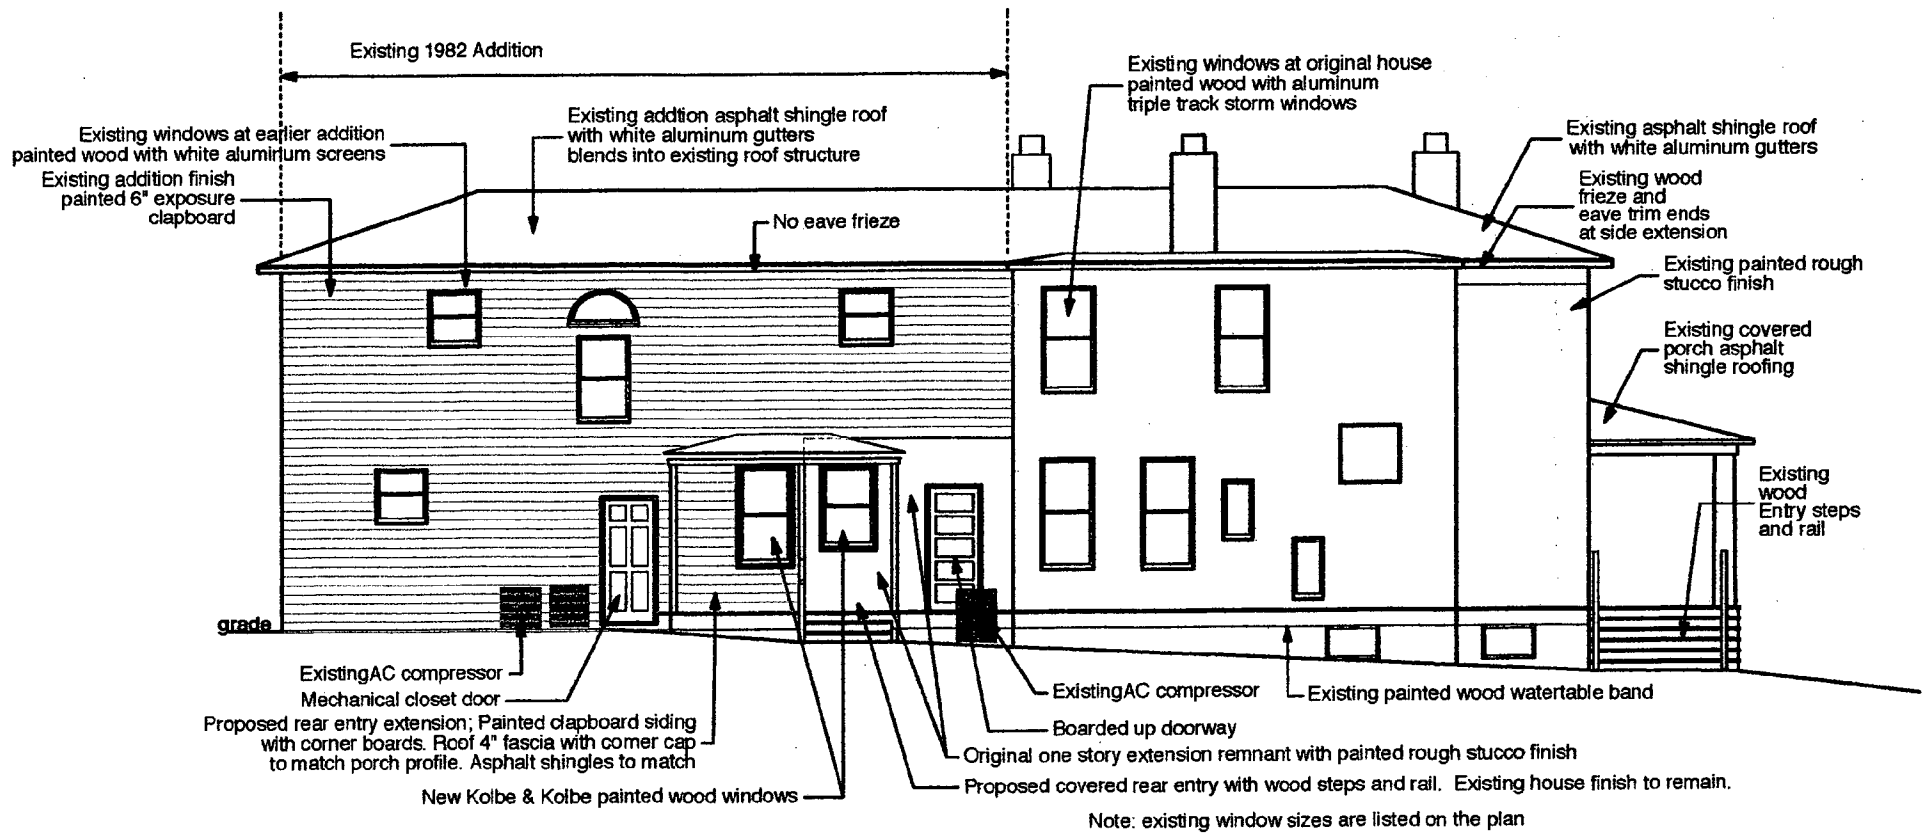 Existing 1982 Addition
Existing windows at original house
painted wood with aluminum
triple track storm windows
Existing addtion asphalt shingle roof
with white aluminum gutters
blends into existing roof structure
Existing windows at earlier addition
painted wood with white aluminum screens
Existing addition finish
painted 6" exposure
clapboard
Existing asphalt shingle roof
with white aluminum gutters
Existing wood
frieze and
eave trim ends
at side extension
No eave frieze
Existing painted rough
stucco finish
Existing covered
porch asphalt
shingle roofing
Existing
wood
Entry steps
and rail
grade
ExistingAC compressor
Mechanical closet door
Proposed rear entry extension; Painted clapboard siding
with corner boards. Roof 4" fascia with corner cap
to match porch profile. Asphalt shingles to match
New Kolbe & Kolbe painted wood windows
ExistingAC compressor
Existing painted wood watertable band
Boarded up doorway
Original one story extension remnant with painted rough stucco finish
Proposed covered rear entry with wood steps and rail. Existing house finish to remain.
Note: existing window sizes are listed on the plan